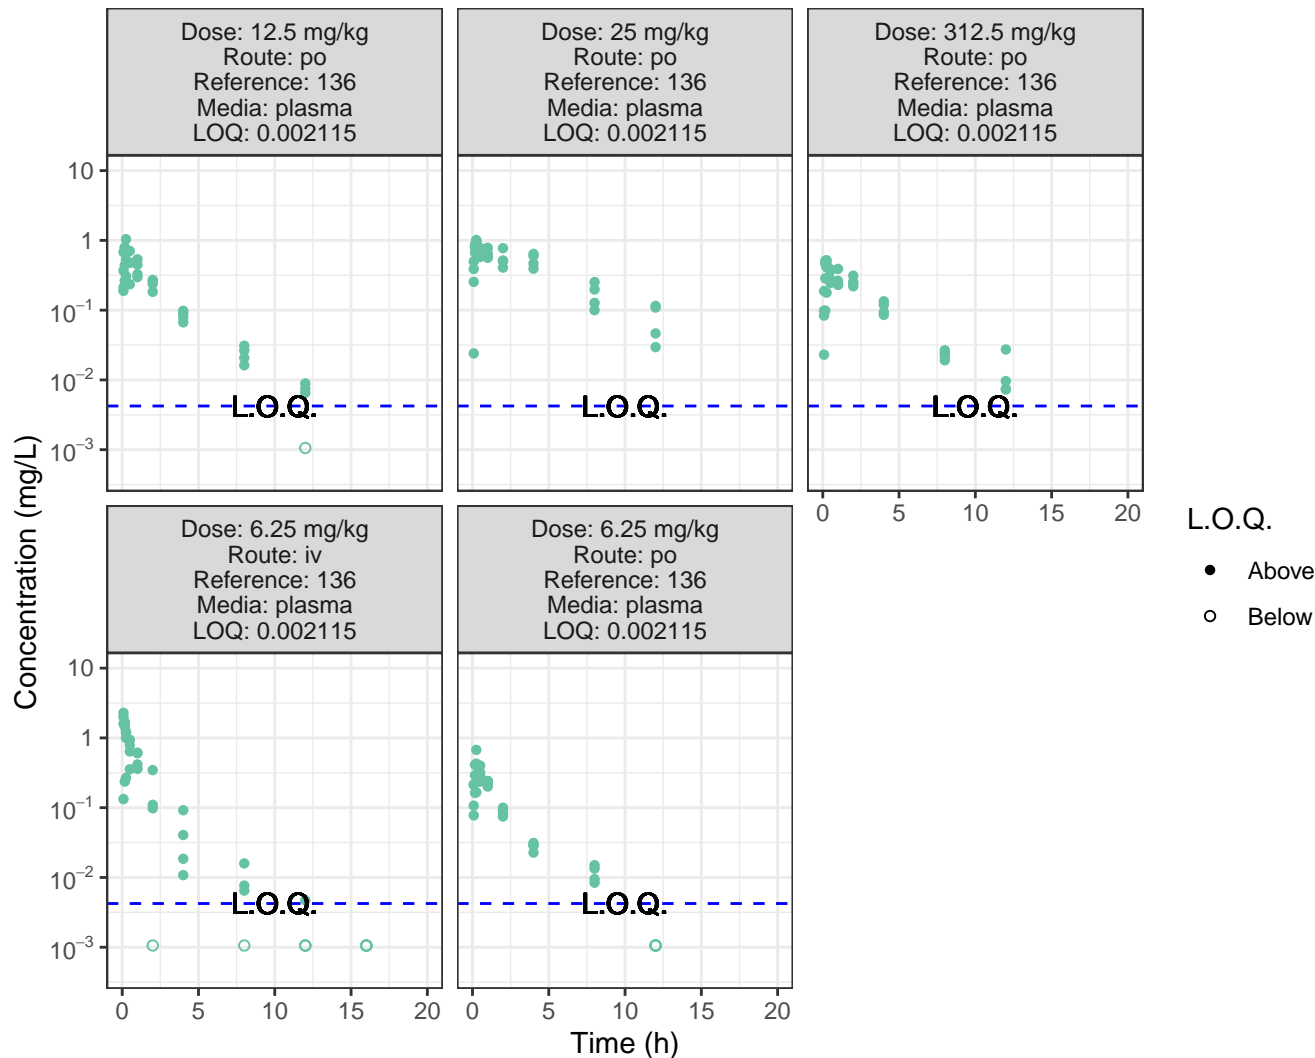 Dose: 12.5 mg/kg
Route: po
Reference: 136
Media: plasma
LOQ: 0.002115
Dose: 25 mg/kg
Route: po
Reference: 136
Media: plasma
LOQ: 0.002115
Dose: 312.5 mg/kg
Route: po
Reference: 136
Media: plasma
LOQ: 0.002115
10
1
10⁻¹
10⁻²
10⁻³
L.O.Q.
L.O.Q.
L.O.Q.
0 5 10 15 20
Dose: 6.25 mg/kg
Route: iv
Reference: 136
Media: plasma
LOQ: 0.002115
Dose: 6.25 mg/kg
Route: po
Reference: 136
Media: plasma
LOQ: 0.002115
10
1
10⁻¹
10⁻²
10⁻³
L.O.Q.
L.O.Q.
0 5 10 15 20
0 5 10 15 20
Time (h)
Concentration (mg/L)
L.O.Q.
Above
Below